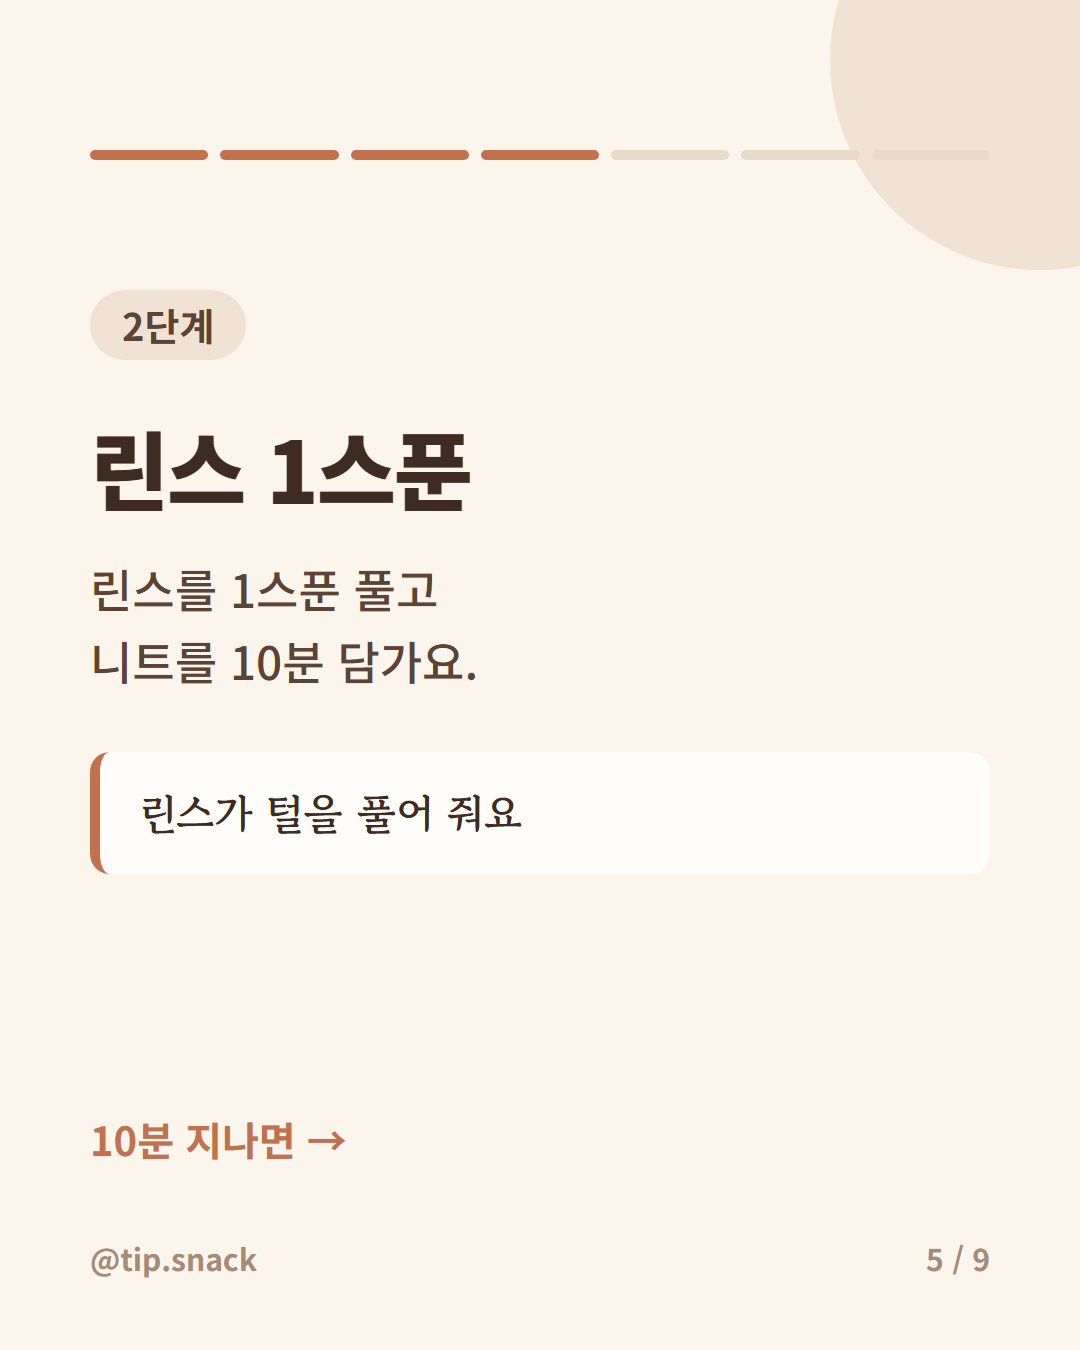 2단계
린스 1스푼
린스를 1스푼 풀고
니트를 10분 담가요.
린스가 털을 풀어 줘요
10분 지나면 →
@tip.snack
5 / 9